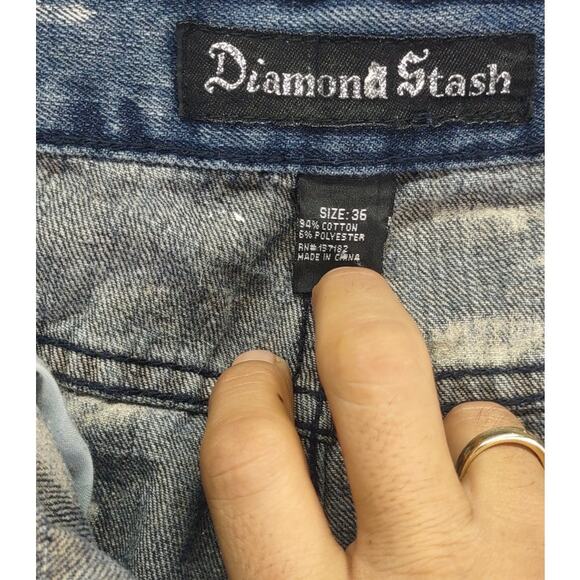 Diamond Stash
SIZE: 36
94% COTTON
6% POLYESTER
RN# 157182
MADE IN CHINA